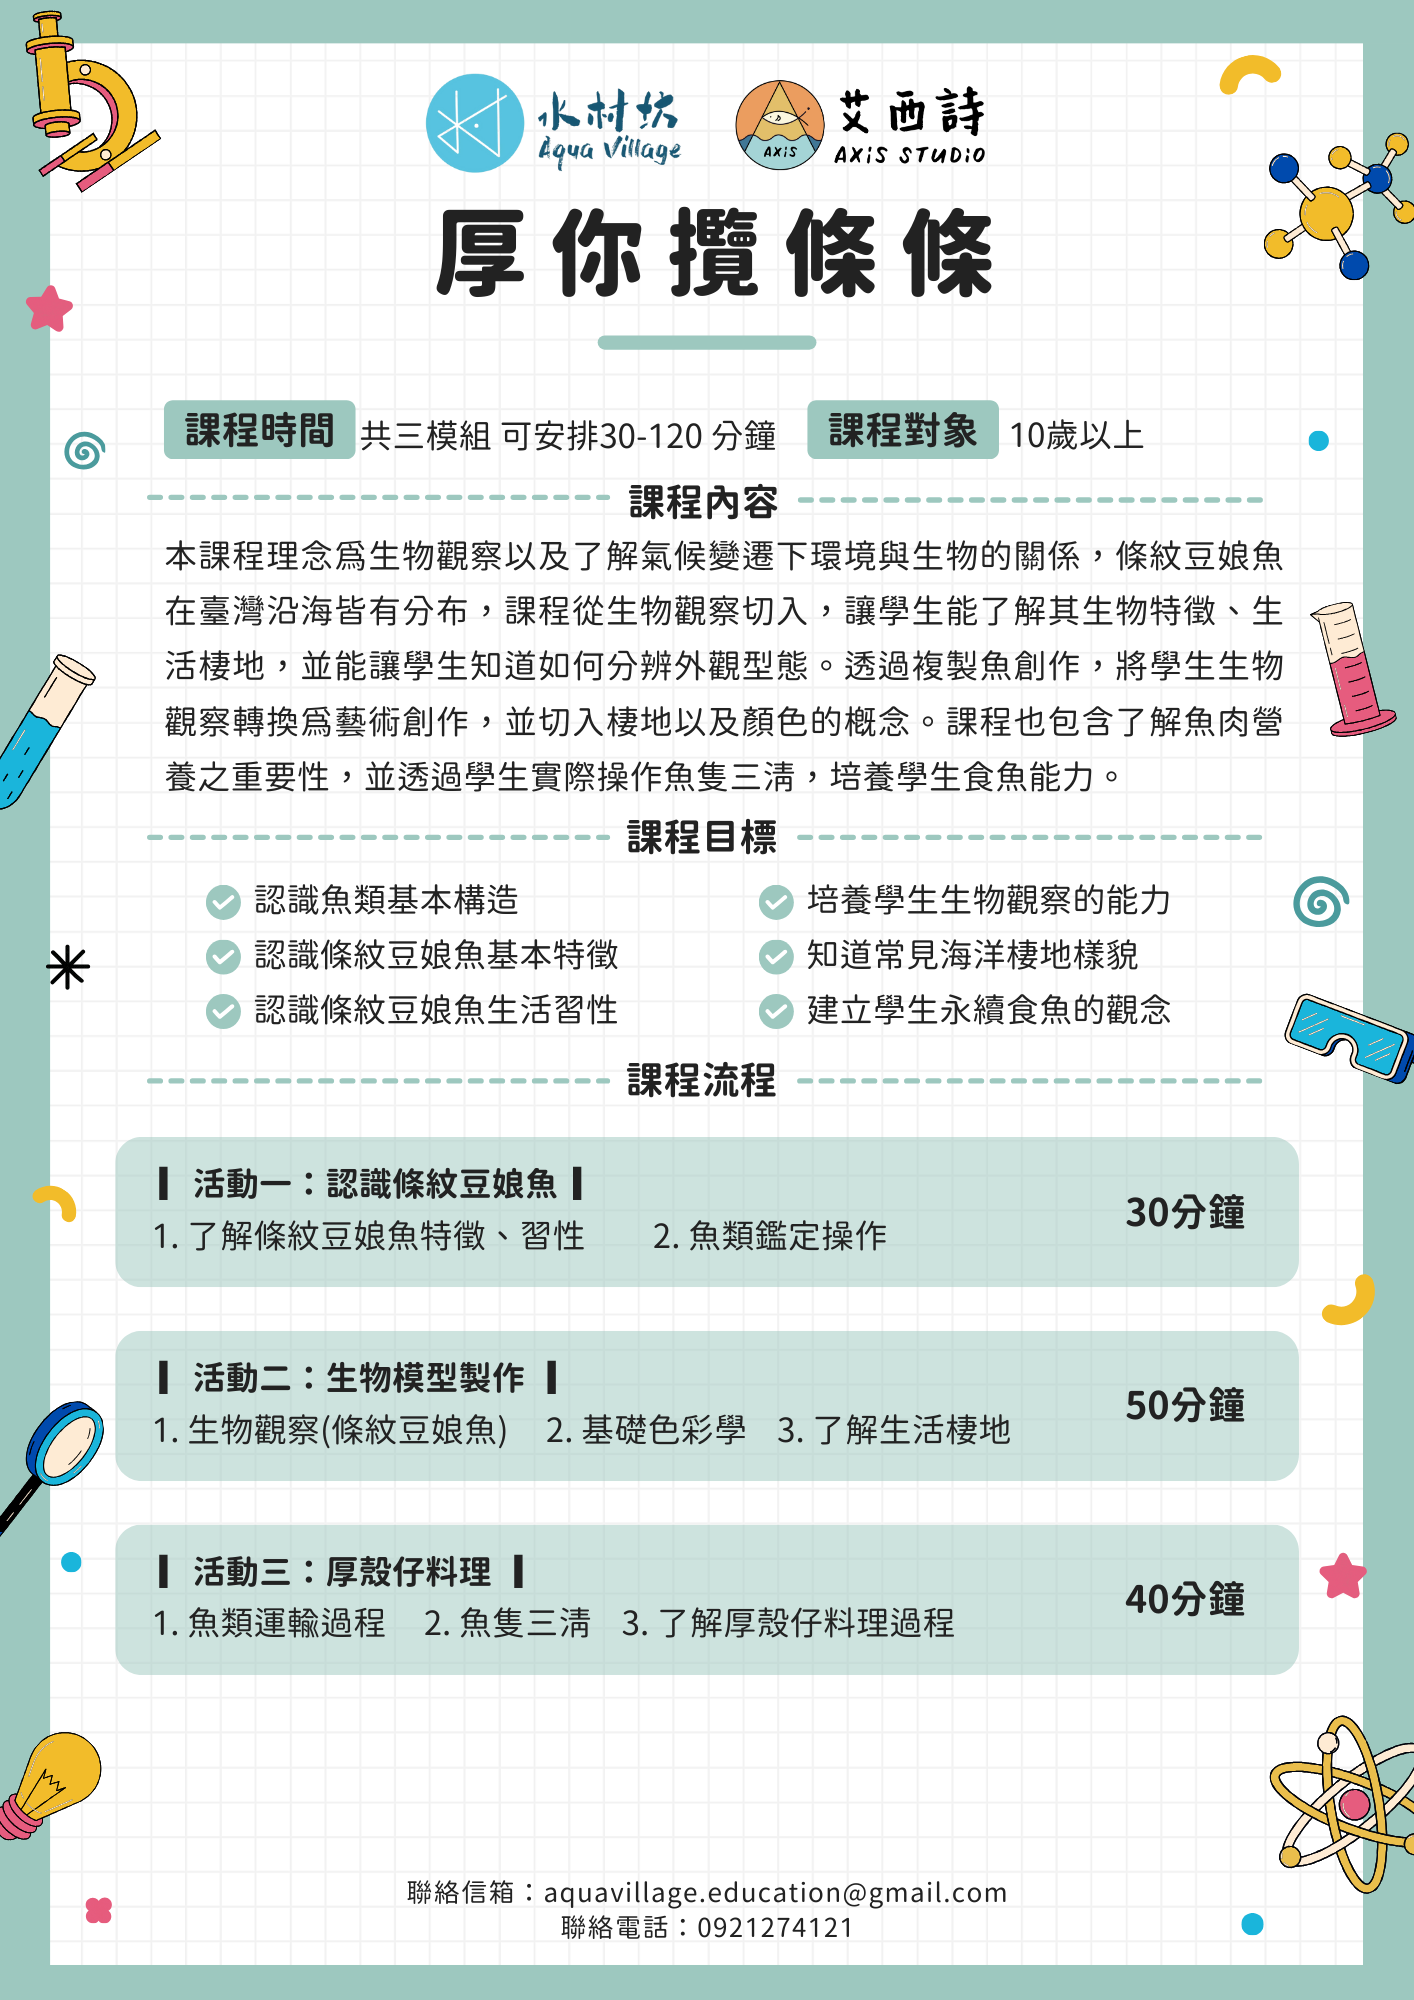 水村坊 艾西詩
Aqua Village AXiS STUDiO
AXiS
厚你攬條條
課程時間 共三模組 可安排30-120 分鐘 課程對象 10歲以上
課程內容
本課程理念為生物觀察以及了解氣候變遷下環境與生物的關係，條紋豆娘魚
在臺灣沿海皆有分布，課程從生物觀察切入，讓學生能了解其生物特徵、生
活棲地，並能讓學生知道如何分辨外觀型態。透過複製魚創作，將學生生物
觀察轉換為藝術創作，並切入棲地以及顏色的概念。課程也包含了解魚肉營
養之重要性，並透過學生實際操作魚隻三清，培養學生食魚能力。
課程目標
認識魚類基本構造 培養學生生物觀察的能力
認識條紋豆娘魚基本特徵 知道常見海洋棲地樣貌
認識條紋豆娘魚生活習性 建立學生永續食魚的觀念
課程流程
▎活動一：認識條紋豆娘魚▕
30分鐘
1. 了解條紋豆娘魚特徵、習性 2. 魚類鑑定操作
▎活動二：生物模型製作▕
50分鐘
1. 生物觀察(條紋豆娘魚) 2. 基礎色彩學 3. 了解生活棲地
▎活動三：厚殼仔料理▕
40分鐘
1. 魚類運輸過程 2. 魚隻三清 3. 了解厚殼仔料理過程
聯絡信箱：aquavillage.education@gmail.com
聯絡電話：0921274121